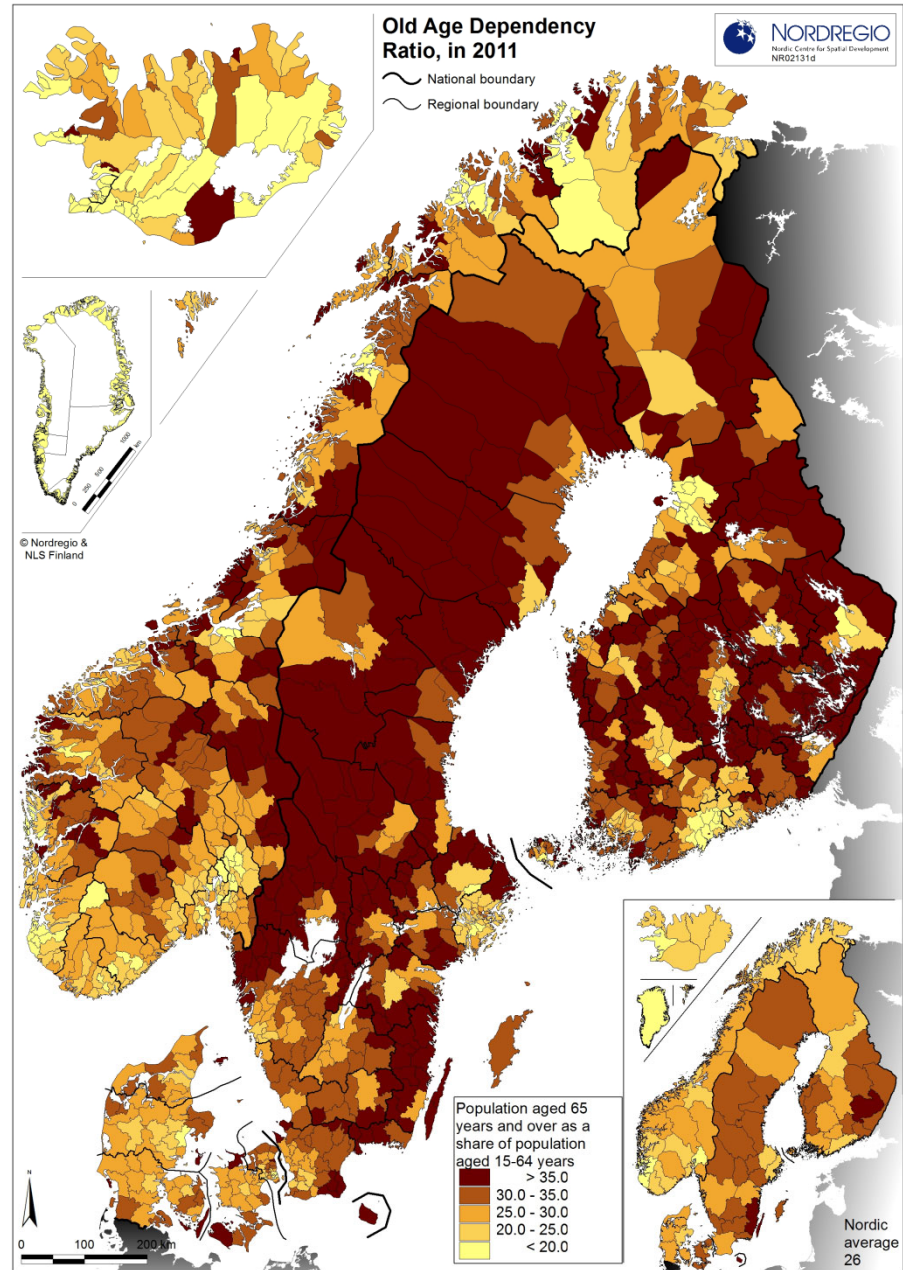 Old Age Dependency
Ratio, in 2011
National boundary
Regional boundary
NORDREGIO
Nordic Centre for Spatial Development
NR02131d
0 250 500 1000
km
© Nordregio &
NLS Finland
N
0 100 200 km
Population aged 65
years and over as a
share of population
aged 15-64 years
> 35.0
30.0 - 35.0
25.0 - 30.0
20.0 - 25.0
< 20.0
Nordic
average
26